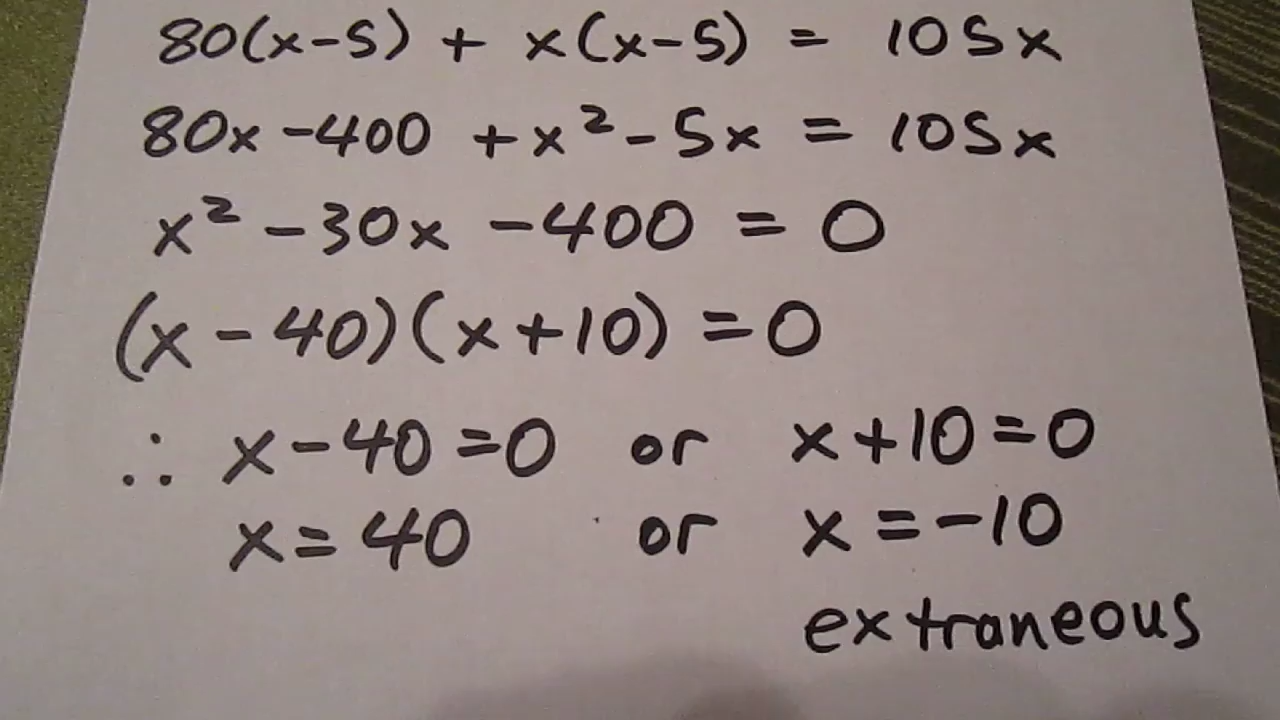 80(x-5) + x(x-5) = 105x
80x -400 + x² - 5x = 105x
x² - 30x - 400 = 0
(x - 40)(x + 10) = 0
∴ x - 40 = 0 or x + 10 = 0
x = 40 or x = -10
extraneous